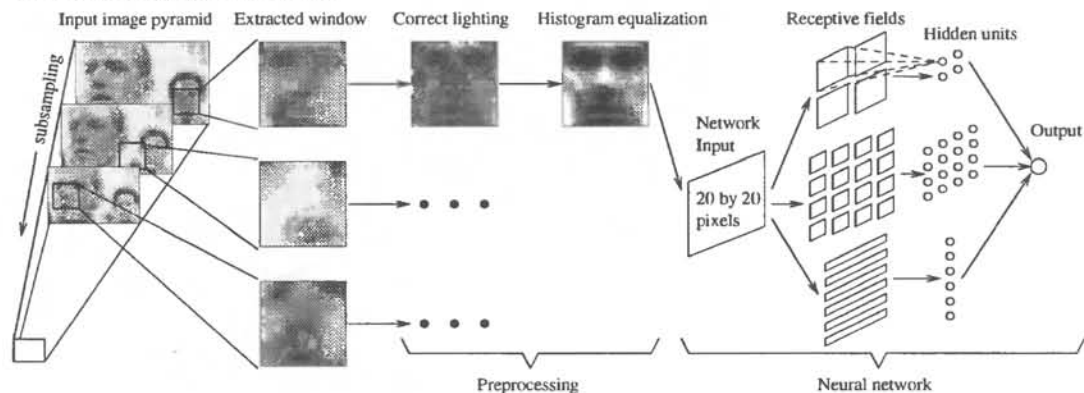 Input image pyramid
Extracted window
Correct lighting
Histogram equalization
Receptive fields
Hidden units
subsampling
Network
Input
Output
20 by 20
pixels
Preprocessing
Neural network